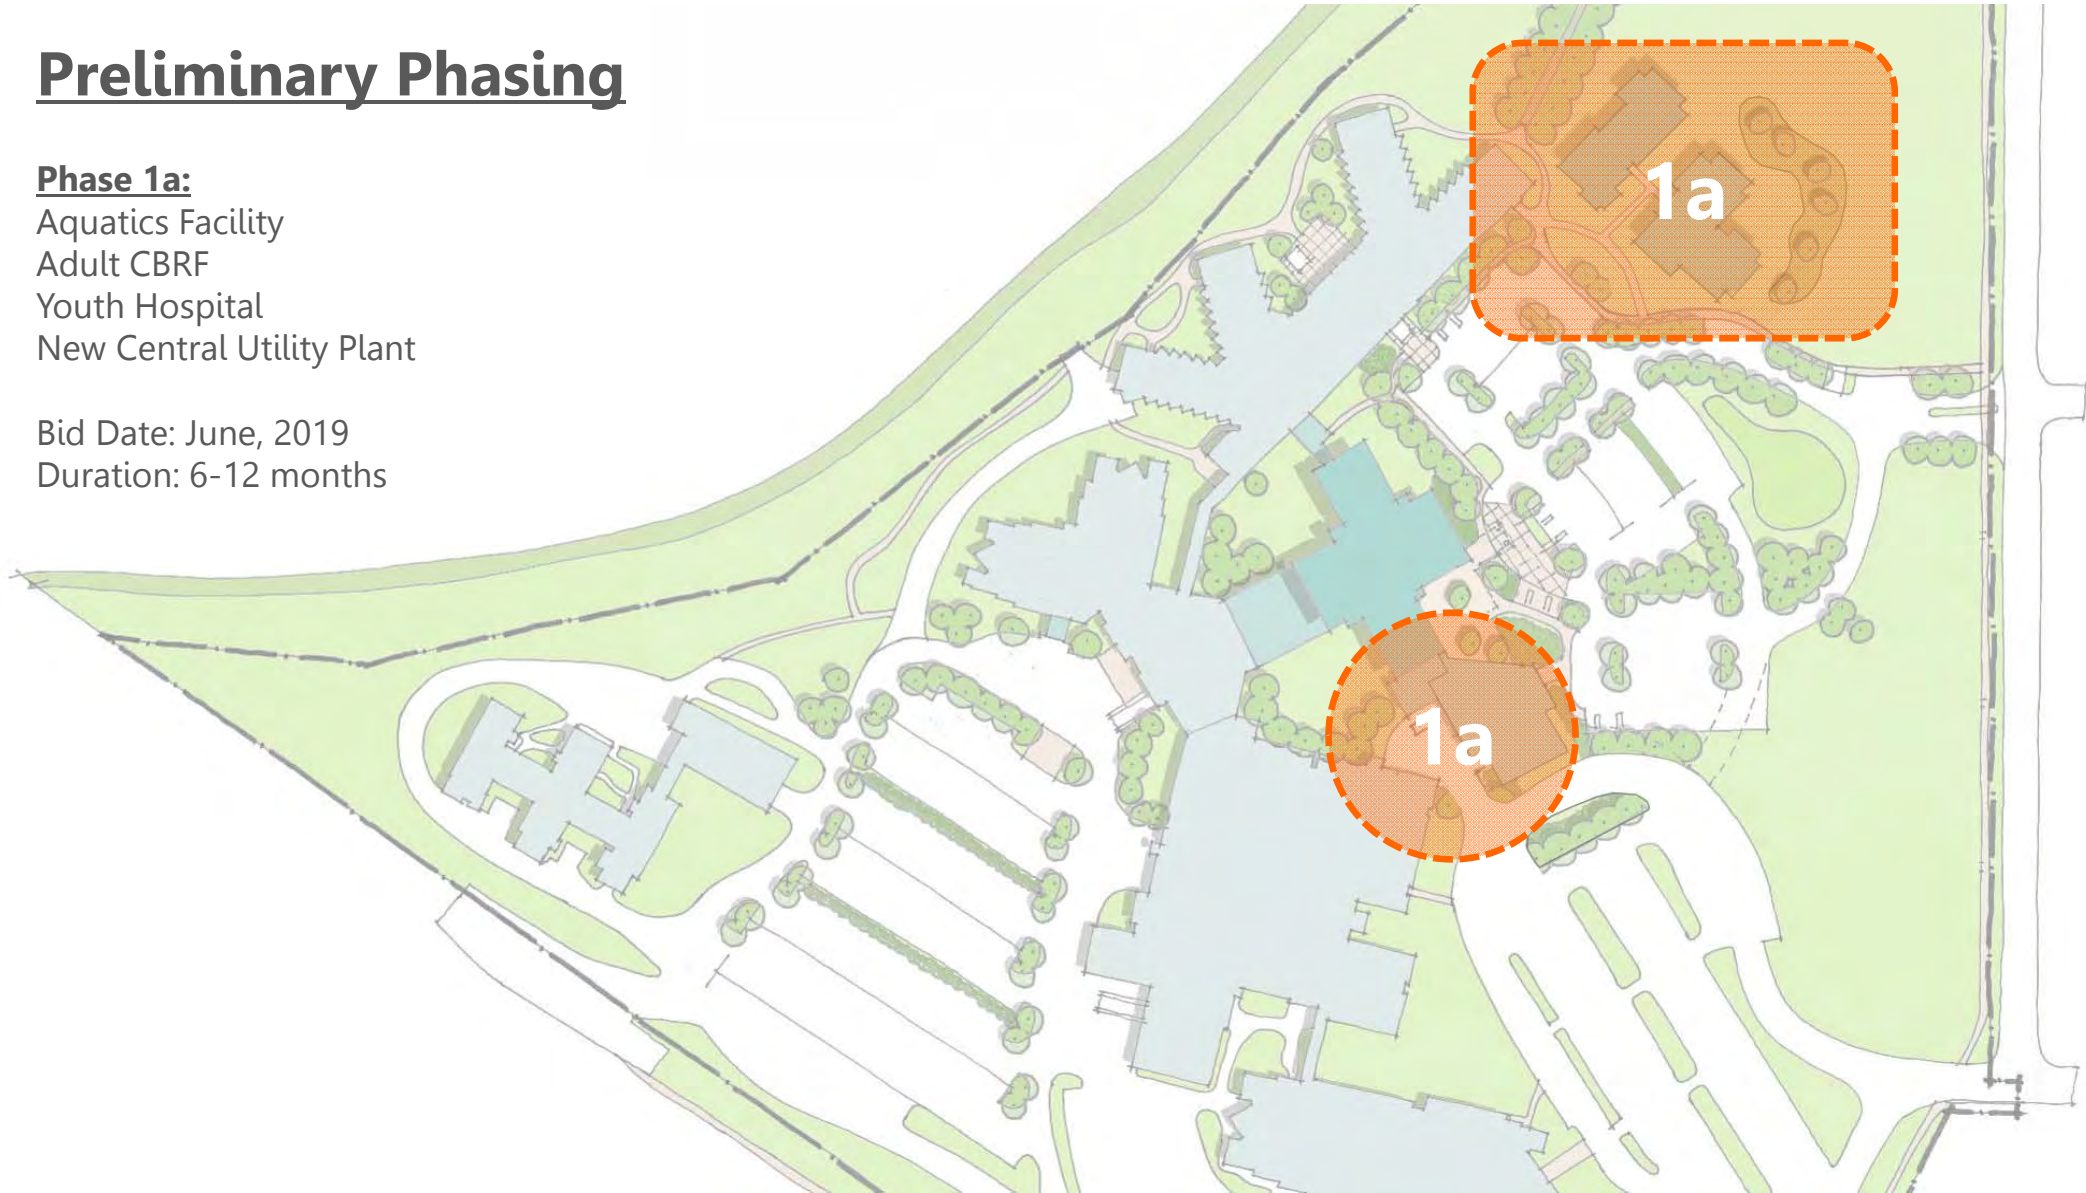 Preliminary Phasing
Phase 1a:
Aquatics Facility
Adult CBRF
Youth Hospital
New Central Utility Plant
Bid Date: June, 2019
Duration: 6-12 months
1a
1a